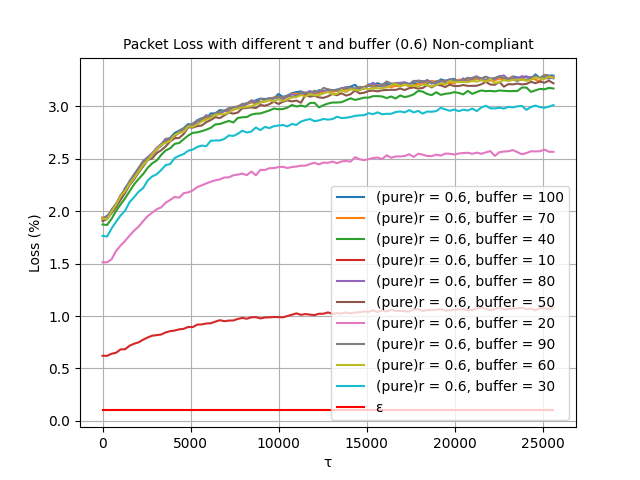 Packet Loss with different τ and buffer (0.6) Non-compliant
Loss (%)
3.0
2.5
2.0
1.5
1.0
0.5
0.0
0 5000 10000 15000 20000 25000
τ
(pure)r = 0.6, buffer = 100
(pure)r = 0.6, buffer = 70
(pure)r = 0.6, buffer = 40
(pure)r = 0.6, buffer = 10
(pure)r = 0.6, buffer = 80
(pure)r = 0.6, buffer = 50
(pure)r = 0.6, buffer = 20
(pure)r = 0.6, buffer = 90
(pure)r = 0.6, buffer = 60
(pure)r = 0.6, buffer = 30
ε